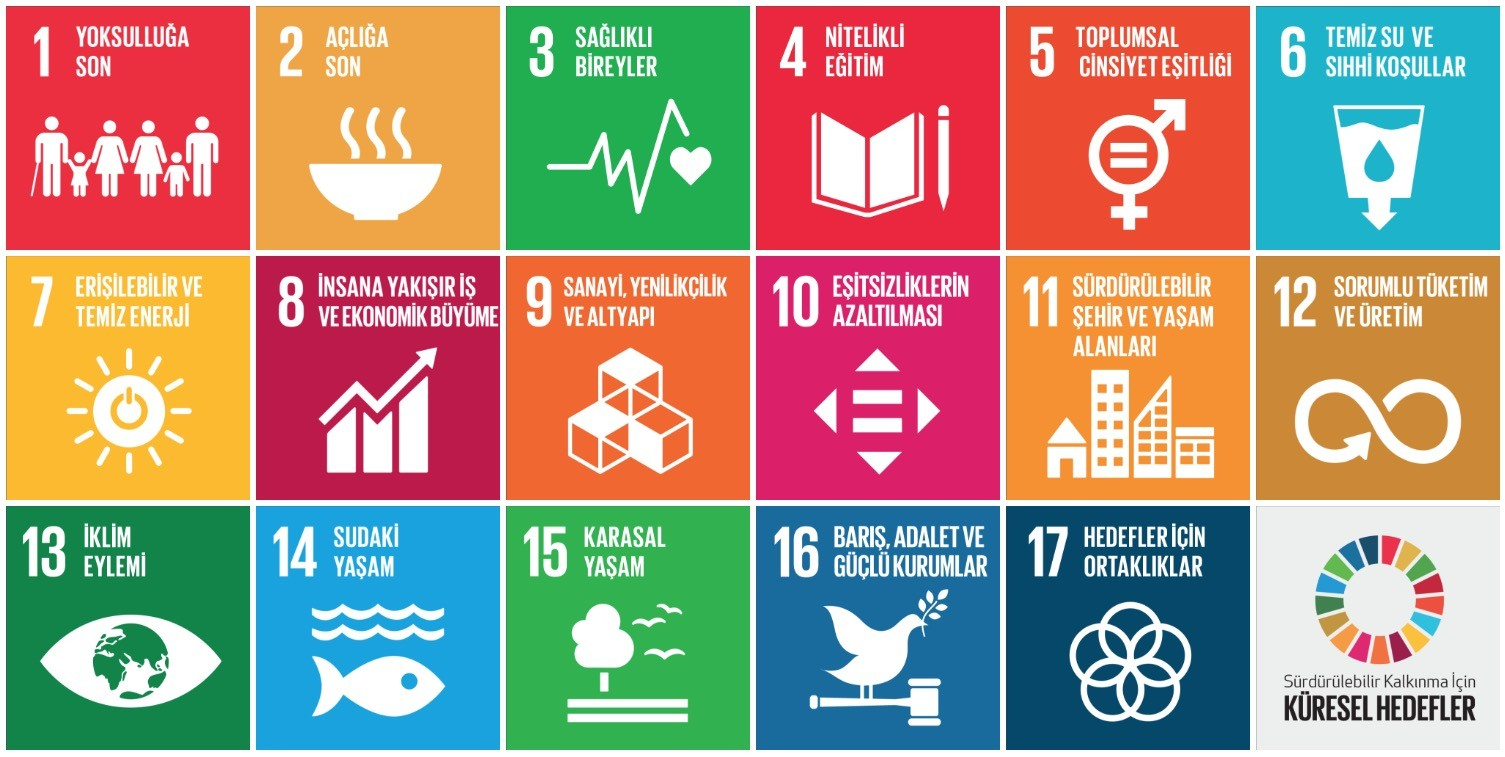 1 YOKSULLUĞA
SON
2 AÇLIĞA
SON
3 SAĞLIKLI
BİREYLER
4 NİTELİKLİ
EĞİTİM
5 TOPLUMSAL
CİNSİYET EŞİTLİĞİ
6 TEMİZ SU VE
SIHHİ KOŞULLAR
7 ERİŞİLEBİLİR VE
TEMİZ ENERJİ
8 İNSANA YAKIŞIR İŞ
VE EKONOMİK BÜYÜME
9 SANAYİ, YENİLİKÇİLİK
VE ALTYAPI
10 EŞİTSİZLİKLERİN
AZALTILMASI
11 SÜRDÜRÜLEBİLİR
ŞEHİR VE YAŞAM
ALANLARI
12 SORUMLU TÜKETİM
VE ÜRETİM
13 İKLİM
EYLEMİ
14 SUDAKİ
YAŞAM
15 KARASAL
YAŞAM
16 BARIŞ, ADALET VE
GÜÇLÜ KURUMLAR
17 HEDEFLER İÇİN
ORTAKLIKLAR
Sürdürülebilir Kalkınma İçin
KÜRESEL HEDEFLER